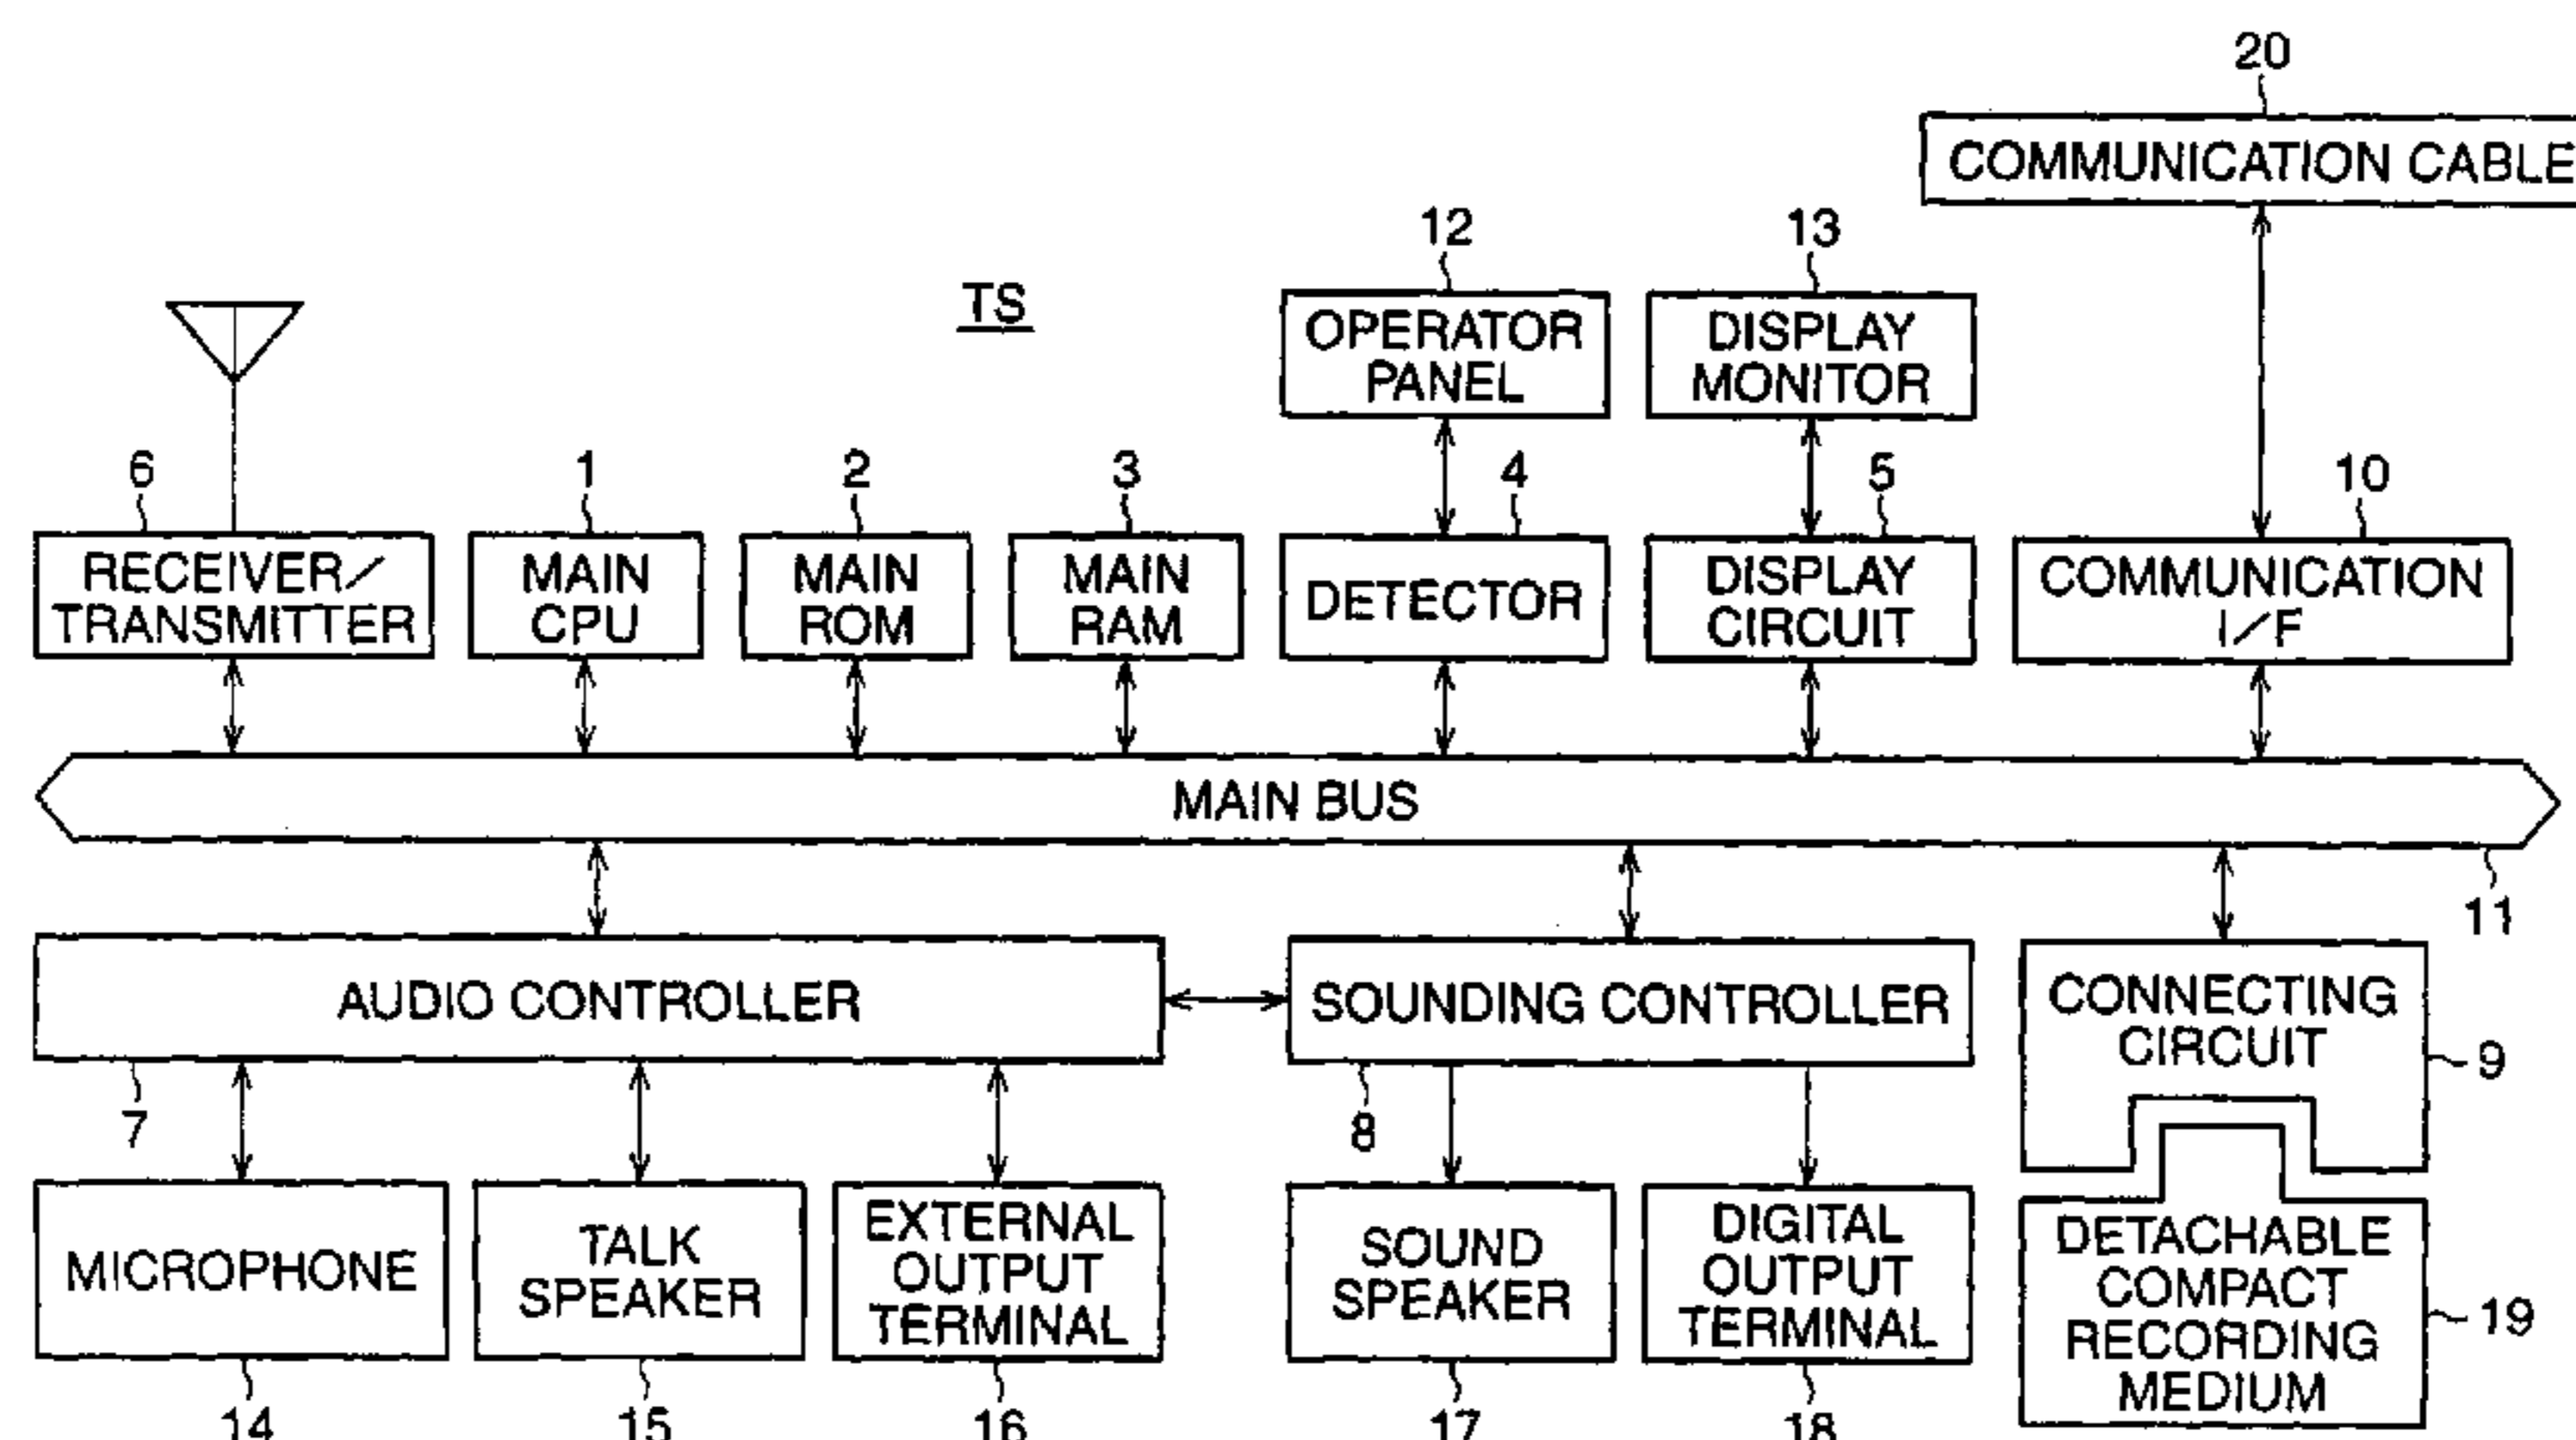 20
COMMUNICATION CABLE
12
13
TS
OPERATOR
PANEL
DISPLAY
MONITOR
6
1
2
3
4
5
10
RECEIVER/
TRANSMITTER
MAIN
CPU
MAIN
ROM
MAIN
RAM
DETECTOR
DISPLAY
CIRCUIT
COMMUNICATION
I/F
MAIN BUS
11
AUDIO CONTROLLER
SOUNDING CONTROLLER
CONNECTING
CIRCUIT
9
7
8
MICROPHONE
TALK
SPEAKER
EXTERNAL
OUTPUT
TERMINAL
SOUND
SPEAKER
DIGITAL
OUTPUT
TERMINAL
DETACHABLE
COMPACT
RECORDING
MEDIUM
19
14
15
16
17
18